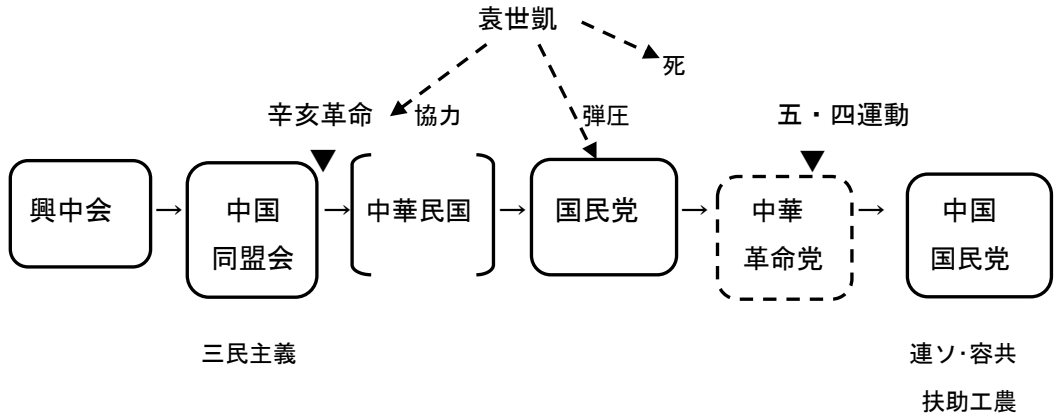 袁世凱
死
辛亥革命
協力
弾圧
五・四運動
興中会
→
中国
同盟会
→
中華民国
→
国民党
→
中華
革命党
→
中国
国民党
三民主義
連ソ・容共
扶助工農